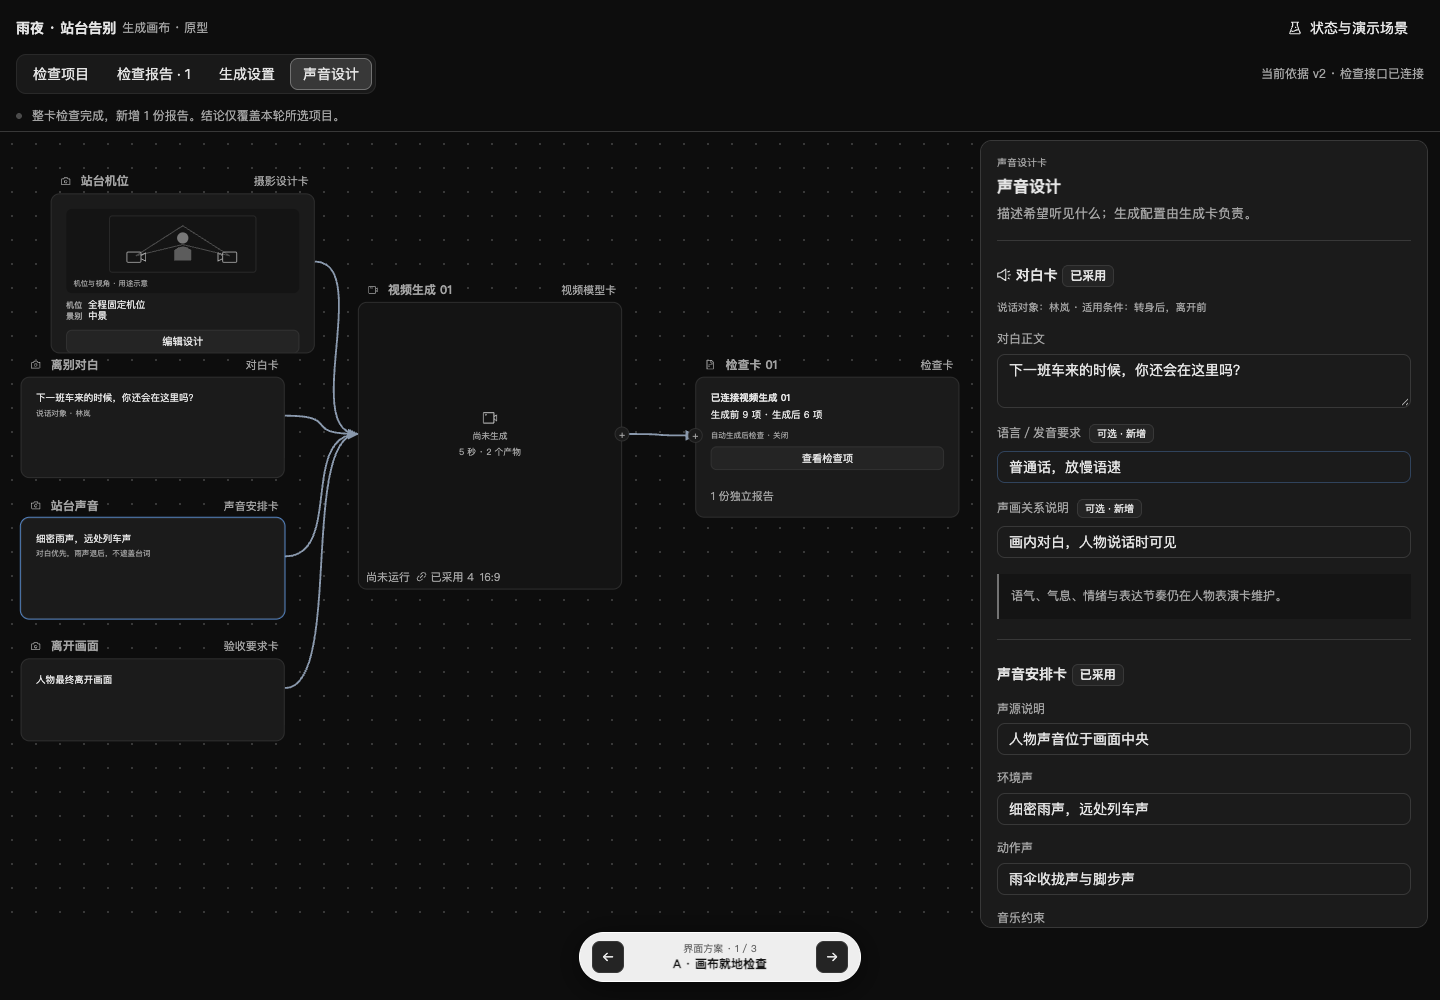 雨夜 · 站台告别 生成画布 · 原型
状态与演示场景
检查项目 检查报告 · 1 生成设置 声音设计
当前依据 v2 · 检查接口已连接
整卡检查完成，新增 1 份报告。结论仅覆盖本轮所选项目。
站台机位 摄影设计卡
机位与视角 · 用途示意
机位 全程固定机位
景别 中景
编辑设计
离别对白 对白卡
下一班车来的时候，你还会在这里吗？
说话对象 · 林岚
站台声音 声音安排卡
细密雨声，远处列车声
对白优先，雨声退后，不遮盖台词
离开画面 验收要求卡
人物最终离开画面
视频生成 01 视频模型卡
尚未生成
5 秒 · 2 个产物
尚未运行 已采用 4 16:9
检查卡 01 检查卡
已连接视频生成 01
生成前 9 项 · 生成后 6 项
自动生成后检查 · 关闭
查看检查项
1 份独立报告
声音设计卡
声音设计
描述希望听见什么；生成配置由生成卡负责。
对白卡 已采用
说话对象：林岚 · 适用条件：转身后，离开前
对白正文
下一班车来的时候，你还会在这里吗？
语言 / 发音要求 可选 · 新增
普通话，放慢语速
声画关系说明 可选 · 新增
画内对白，人物说话时可见
语气、气息、情绪与表达节奏仍在人物表演卡维护。
声音安排卡 已采用
声源说明
人物声音位于画面中央
环境声
细密雨声，远处列车声
动作声
雨伞收拢声与脚步声
音乐约束
界面方案 · 1 / 3
A · 画布就地检查